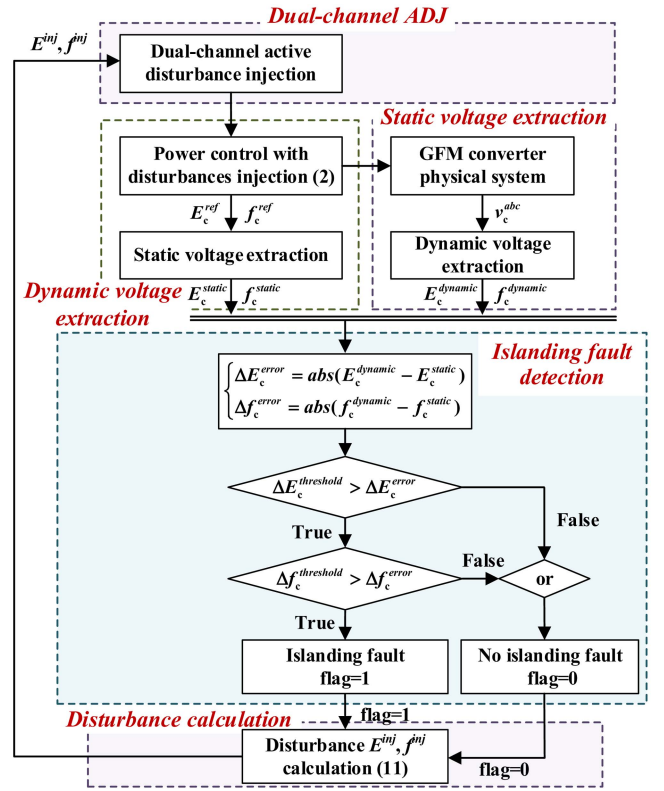 Dual-channel ADJ
E^{inj}, f^{inj}
Dual-channel active
disturbance injection
Static voltage extraction
Power control with
disturbances injection (2)
GFM converter
physical system
E_c^{ref} f_c^{ref}
v_c^{abc}
Static voltage extraction
Dynamic voltage
extraction
E_c^{static} f_c^{static}
E_c^{dynamic} f_c^{dynamic}
Dynamic voltage
extraction
Islanding fault
detection
ΔE_c^{error} = abs(E_c^{dynamic} − E_c^{static})
Δf_c^{error} = abs(f_c^{dynamic} − f_c^{static})
ΔE_c^{threshold} > ΔE_c^{error}
False
True
Δf_c^{threshold} > Δf_c^{error}
False
or
True
Islanding fault
flag=1
No islanding fault
flag=0
Disturbance calculation
flag=1
Disturbance E^{inj}, f^{inj}
calculation (11)
flag=0